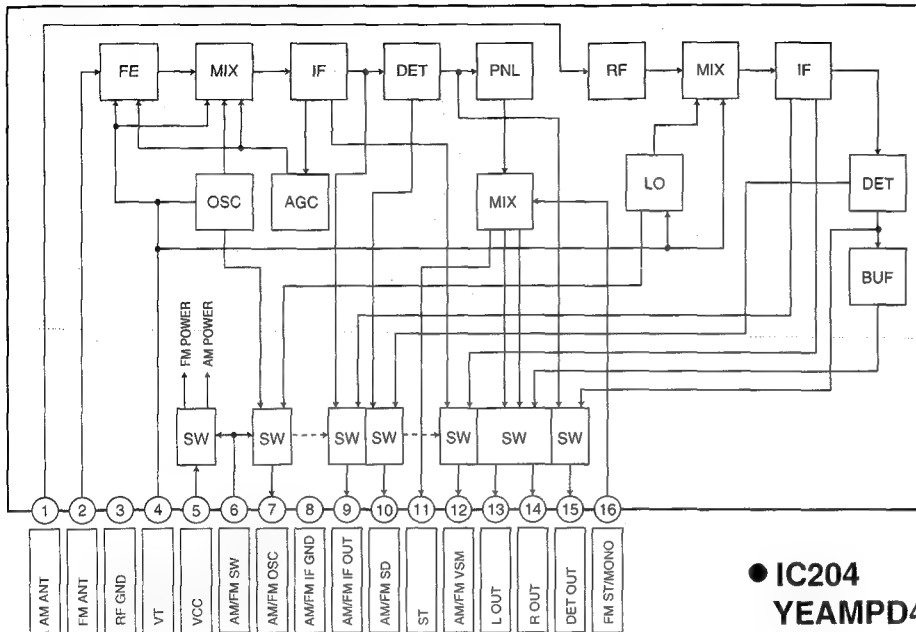 FE MIX IF DET PNL RF MIX IF
OSC AGC MIX LO DET
BUF
FM POWER
AM POWER
SW SW SW SW SW SW SW
1 2 3 4 5 6 7 8 9 10 11 12 13 14 15 16
AM ANT
FM ANT
RF GND
VT
VCC
AM/FM SW
AM/FM OSC
AM/FM IF GND
AM/FM IF OUT
AM/FM SD
ST
AM/FM VSM
L OUT
R OUT
DET OUT
FM ST/MONO
● IC204
YEAMPD4